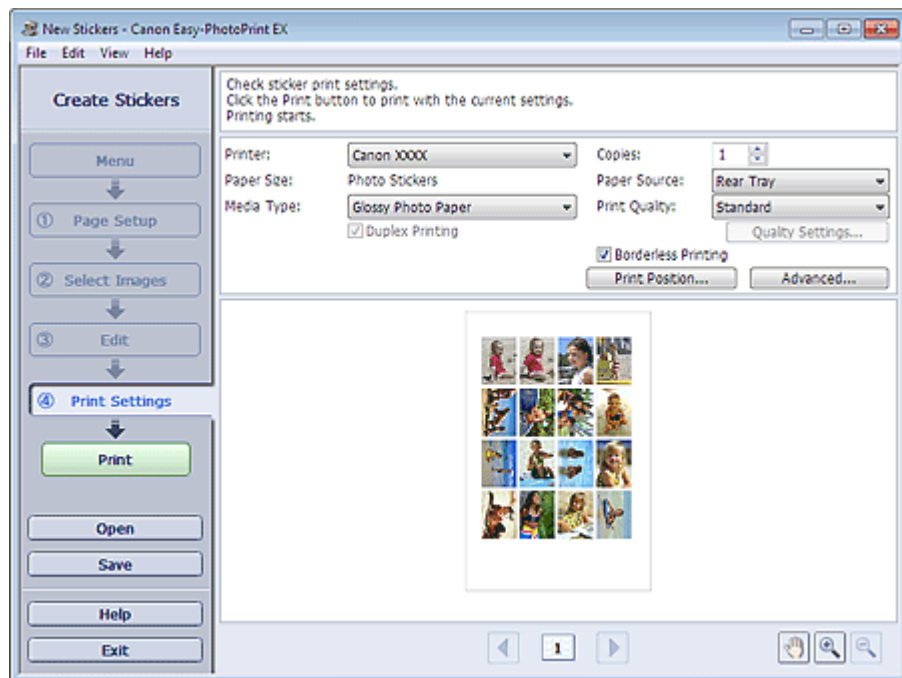 New Stickers - Canon Easy-PhotoPrint EX
File Edit View Help
Create Stickers
Menu
① Page Setup
② Select Images
③ Edit
④ Print Settings
Print
Open
Save
Help
Exit
Check sticker print settings.
Click the Print button to print with the current settings.
Printing starts.
Printer: Canon XXXX Copies: 1
Paper Size: Photo Stickers Paper Source: Rear Tray
Media Type: Glossy Photo Paper Print Quality: Standard
Duplex Printing Quality Settings...
Borderless Printing
Print Position... Advanced...
1